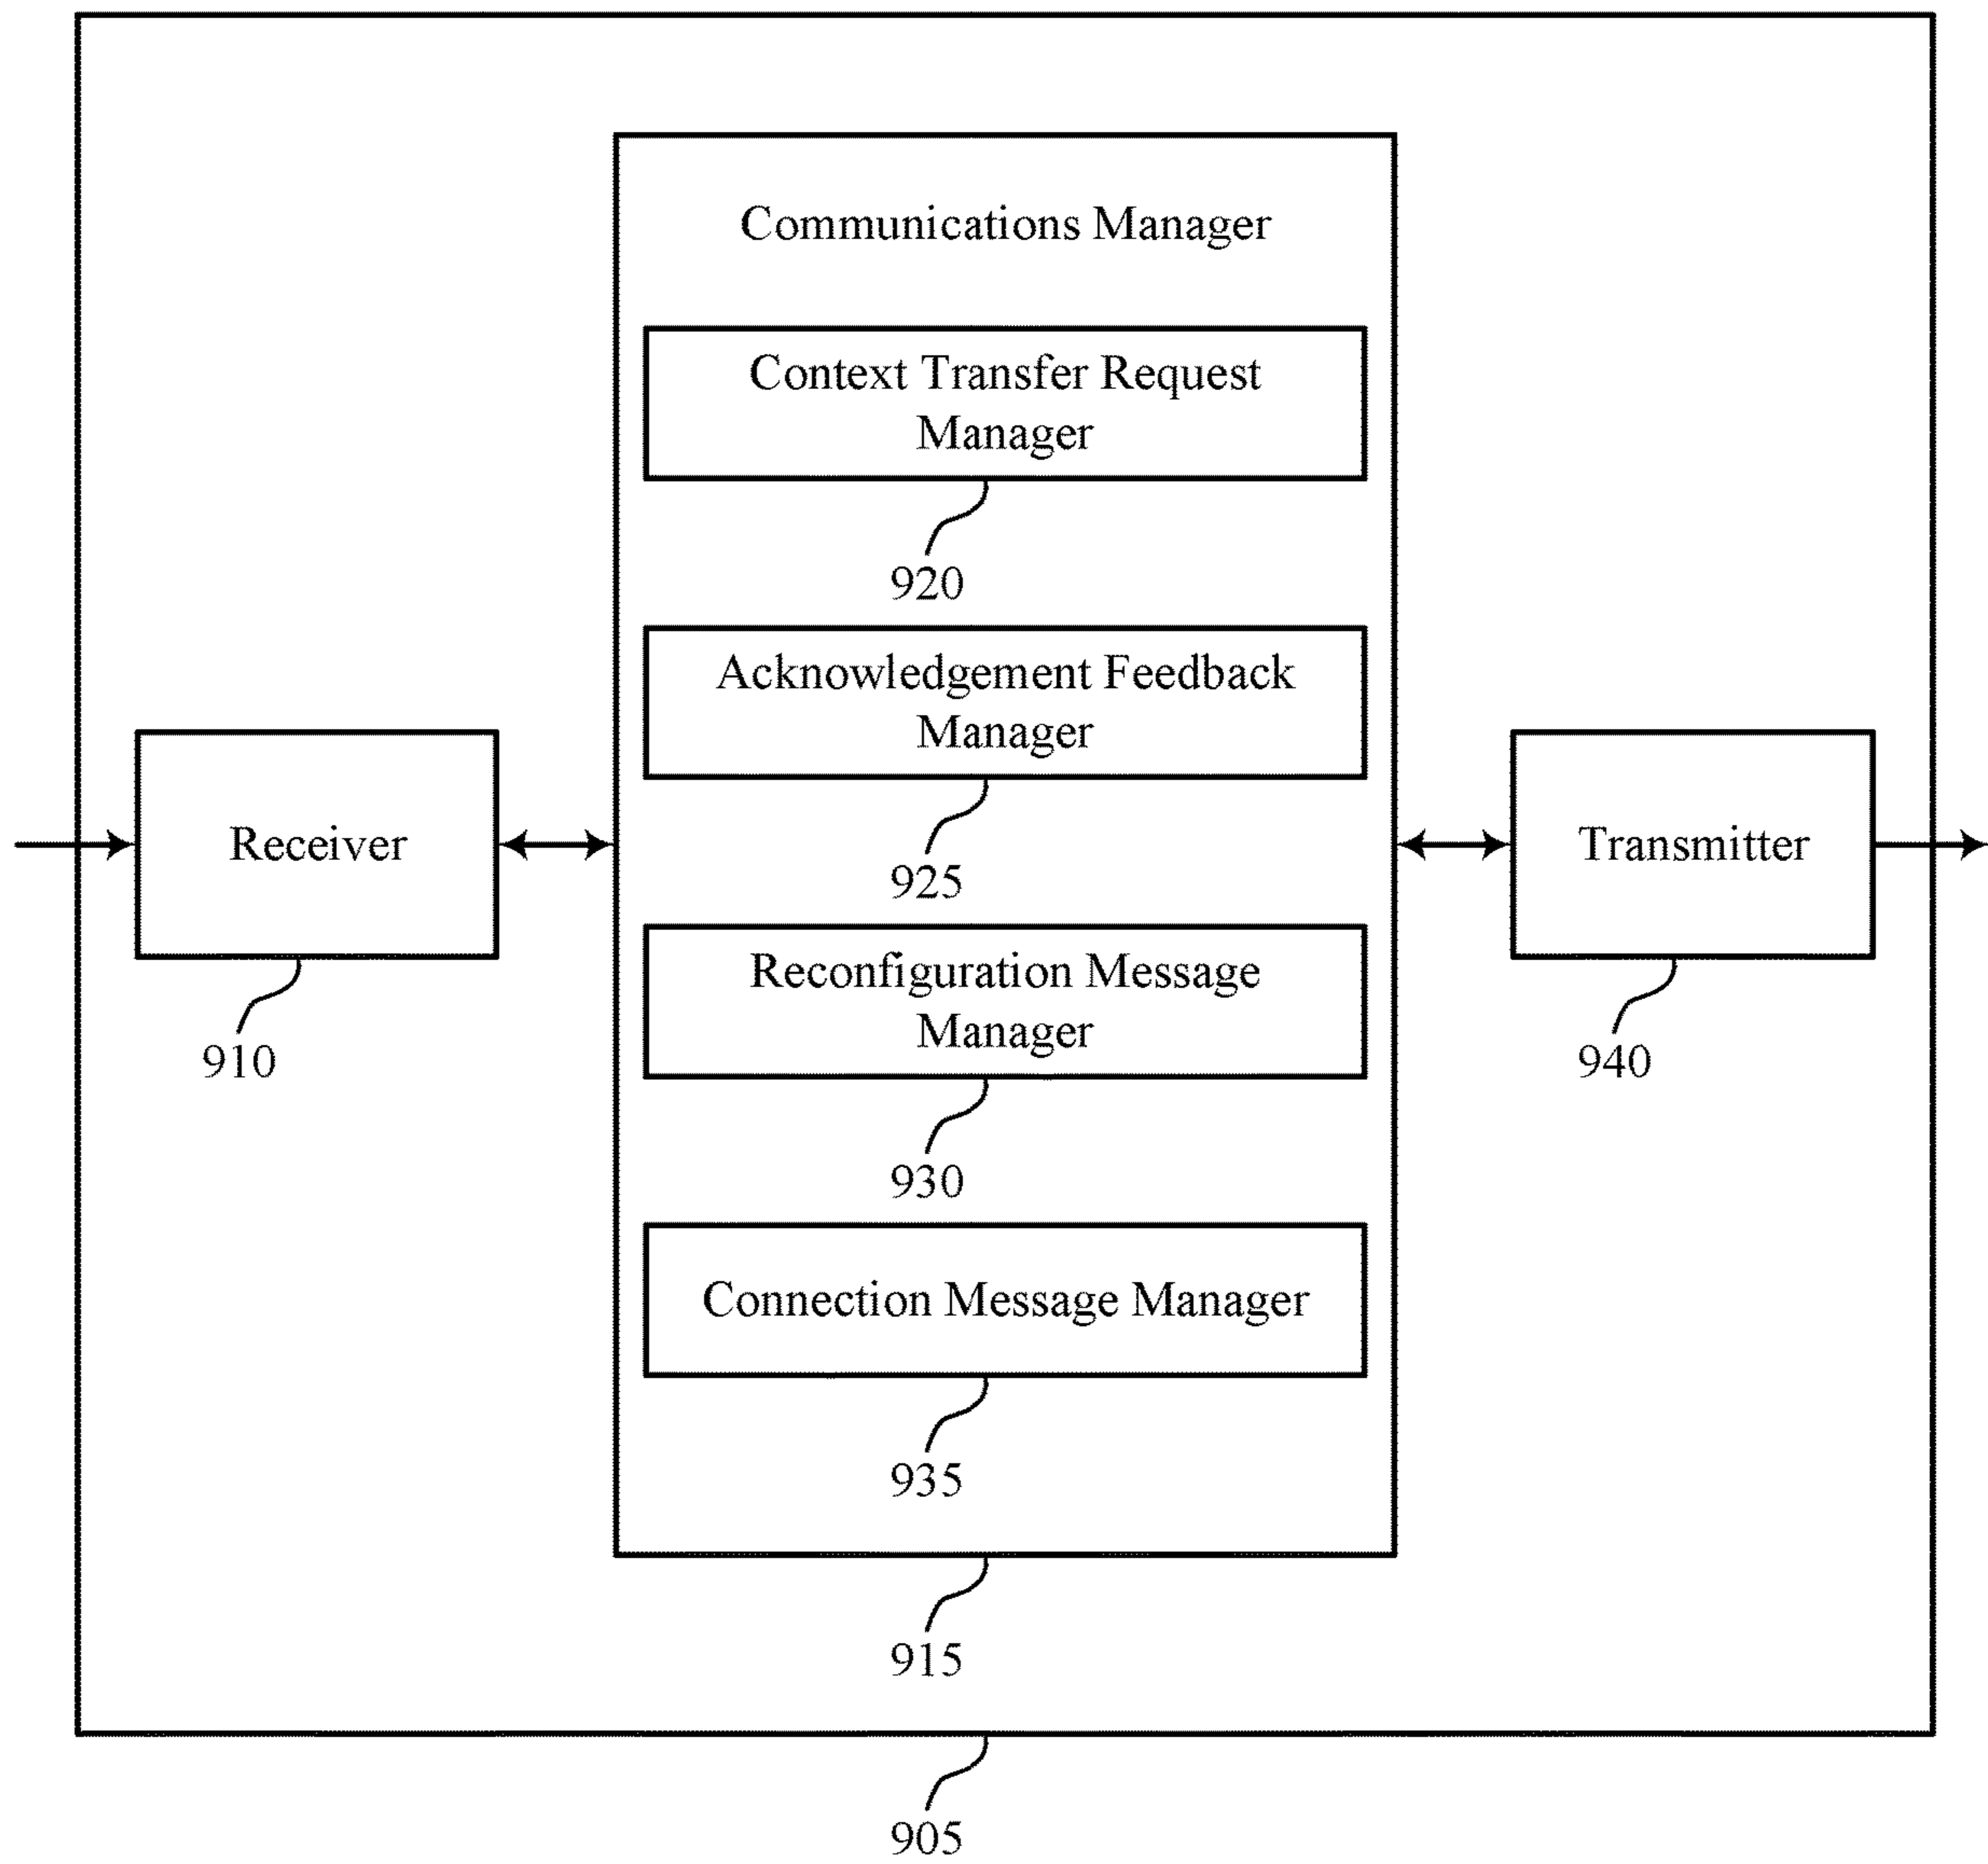 Communications Manager
Context Transfer Request
Manager
920
Acknowledgement Feedback
Manager
925
Receiver
910
Transmitter
940
Reconfiguration Message
Manager
930
Connection Message Manager
935
915
905